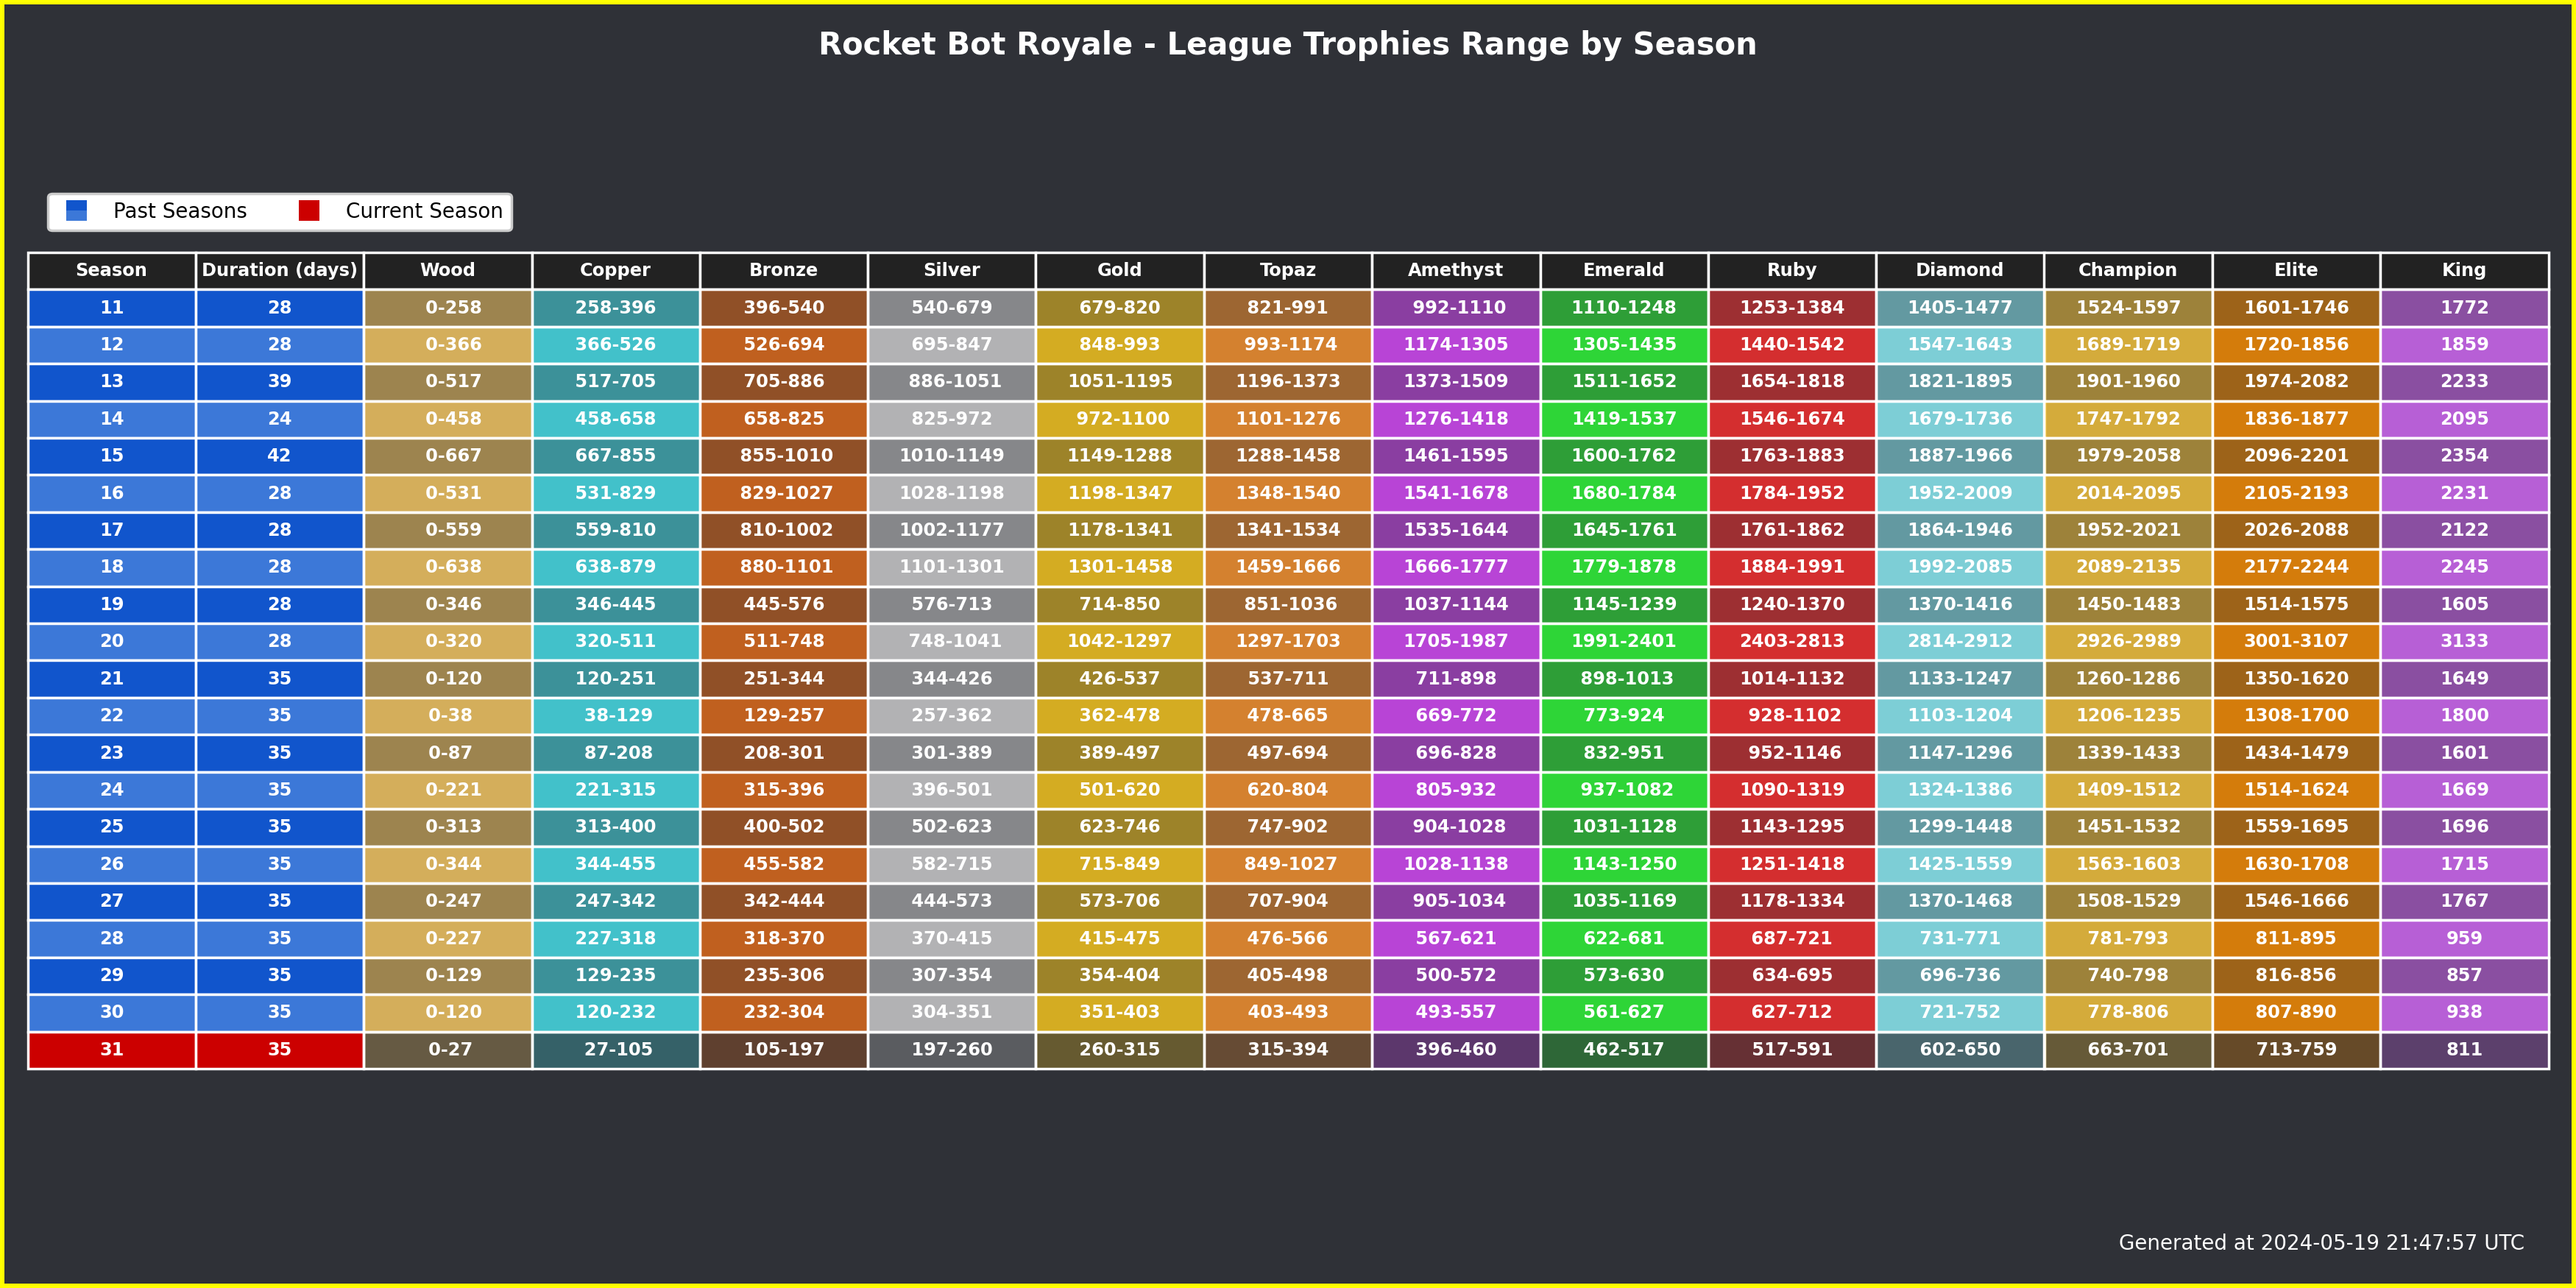 Rocket Bot Royale - League Trophies Range by Season
Past Seasons Current Season
Season Duration (days) Wood Copper Bronze Silver Gold Topaz Amethyst Emerald Ruby Diamond Champion Elite King
11 28 0-258 258-396 396-540 540-679 679-820 821-991 992-1110 1110-1248 1253-1384 1405-1477 1524-1597 1601-1746 1772
12 28 0-366 366-526 526-694 695-847 848-993 993-1174 1174-1305 1305-1435 1440-1542 1547-1643 1689-1719 1720-1856 1859
13 39 0-517 517-705 705-886 886-1051 1051-1195 1196-1373 1373-1509 1511-1652 1654-1818 1821-1895 1901-1960 1974-2082 2233
14 24 0-458 458-658 658-825 825-972 972-1100 1101-1276 1276-1418 1419-1537 1546-1674 1679-1736 1747-1792 1836-1877 2095
15 42 0-667 667-855 855-1010 1010-1149 1149-1288 1288-1458 1461-1595 1600-1762 1763-1883 1887-1966 1979-2058 2096-2201 2354
16 28 0-531 531-829 829-1027 1028-1198 1198-1347 1348-1540 1541-1678 1680-1784 1784-1952 1952-2009 2014-2095 2105-2193 2231
17 28 0-559 559-810 810-1002 1002-1177 1178-1341 1341-1534 1535-1644 1645-1761 1761-1862 1864-1946 1952-2021 2026-2088 2122
18 28 0-638 638-879 880-1101 1101-1301 1301-1458 1459-1666 1666-1777 1779-1878 1884-1991 1992-2085 2089-2135 2177-2244 2245
19 28 0-346 346-445 445-576 576-713 714-850 851-1036 1037-1144 1145-1239 1240-1370 1370-1416 1450-1483 1514-1575 1605
20 28 0-320 320-511 511-748 748-1041 1042-1297 1297-1703 1705-1987 1991-2401 2403-2813 2814-2912 2926-2989 3001-3107 3133
21 35 0-120 120-251 251-344 344-426 426-537 537-711 711-898 898-1013 1014-1132 1133-1247 1260-1286 1350-1620 1649
22 35 0-38 38-129 129-257 257-362 362-478 478-665 669-772 773-924 928-1102 1103-1204 1206-1235 1308-1700 1800
23 35 0-87 87-208 208-301 301-389 389-497 497-694 696-828 832-951 952-1146 1147-1296 1339-1433 1434-1479 1601
24 35 0-221 221-315 315-396 396-501 501-620 620-804 805-932 937-1082 1090-1319 1324-1386 1409-1512 1514-1624 1669
25 35 0-313 313-400 400-502 502-623 623-746 747-902 904-1028 1031-1128 1143-1295 1299-1448 1451-1532 1559-1695 1696
26 35 0-344 344-455 455-582 582-715 715-849 849-1027 1028-1138 1143-1250 1251-1418 1425-1559 1563-1603 1630-1708 1715
27 35 0-247 247-342 342-444 444-573 573-706 707-904 905-1034 1035-1169 1178-1334 1370-1468 1508-1529 1546-1666 1767
28 35 0-227 227-318 318-370 370-415 415-475 476-566 567-621 622-681 687-721 731-771 781-793 811-895 959
29 35 0-129 129-235 235-306 307-354 354-404 405-498 500-572 573-630 634-695 696-736 740-798 816-856 857
30 35 0-120 120-232 232-304 304-351 351-403 403-493 493-557 561-627 627-712 721-752 778-806 807-890 938
31 35 0-27 27-105 105-197 197-260 260-315 315-394 396-460 462-517 517-591 602-650 663-701 713-759 811
Generated at 2024-05-19 21:47:57 UTC